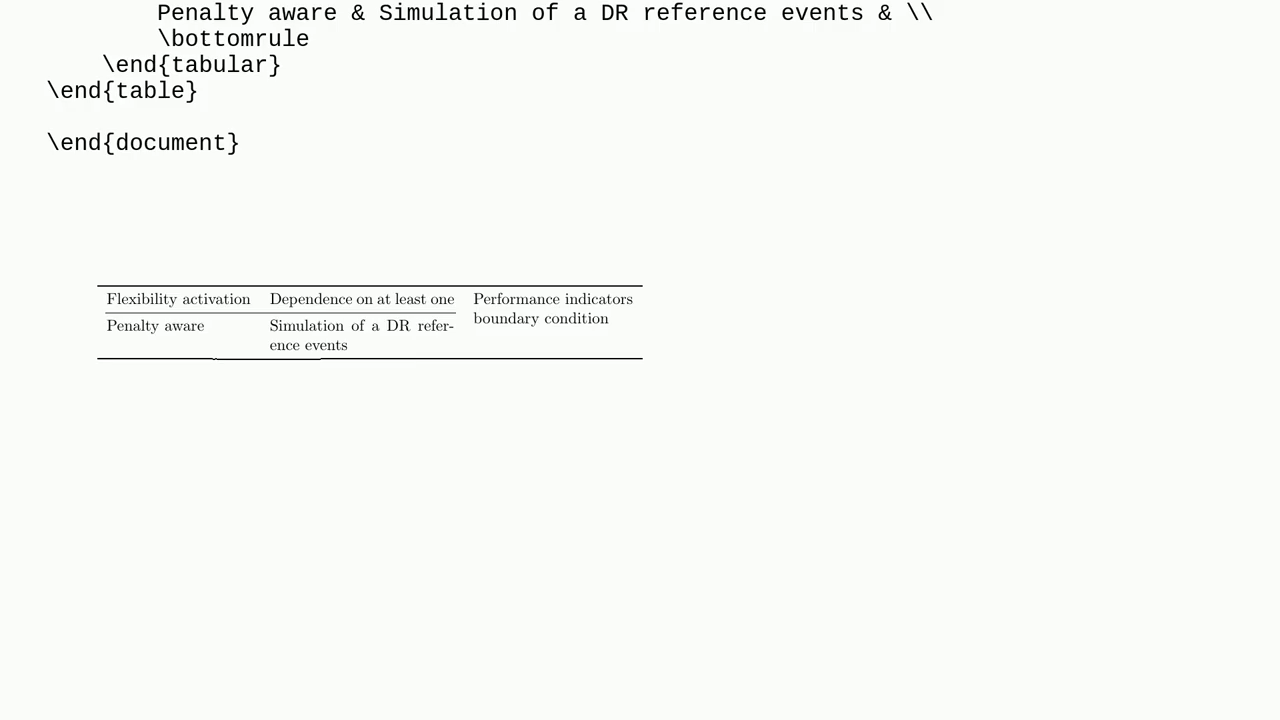 Penalty aware & Simulation of a DR reference events & \\
\bottomrule
\end{tabular}
\end{table}
\end{document}
Flexibility activation Dependence on at least one Performance indicators
boundary condition
Penalty aware Simulation of a DR refer-
ence events